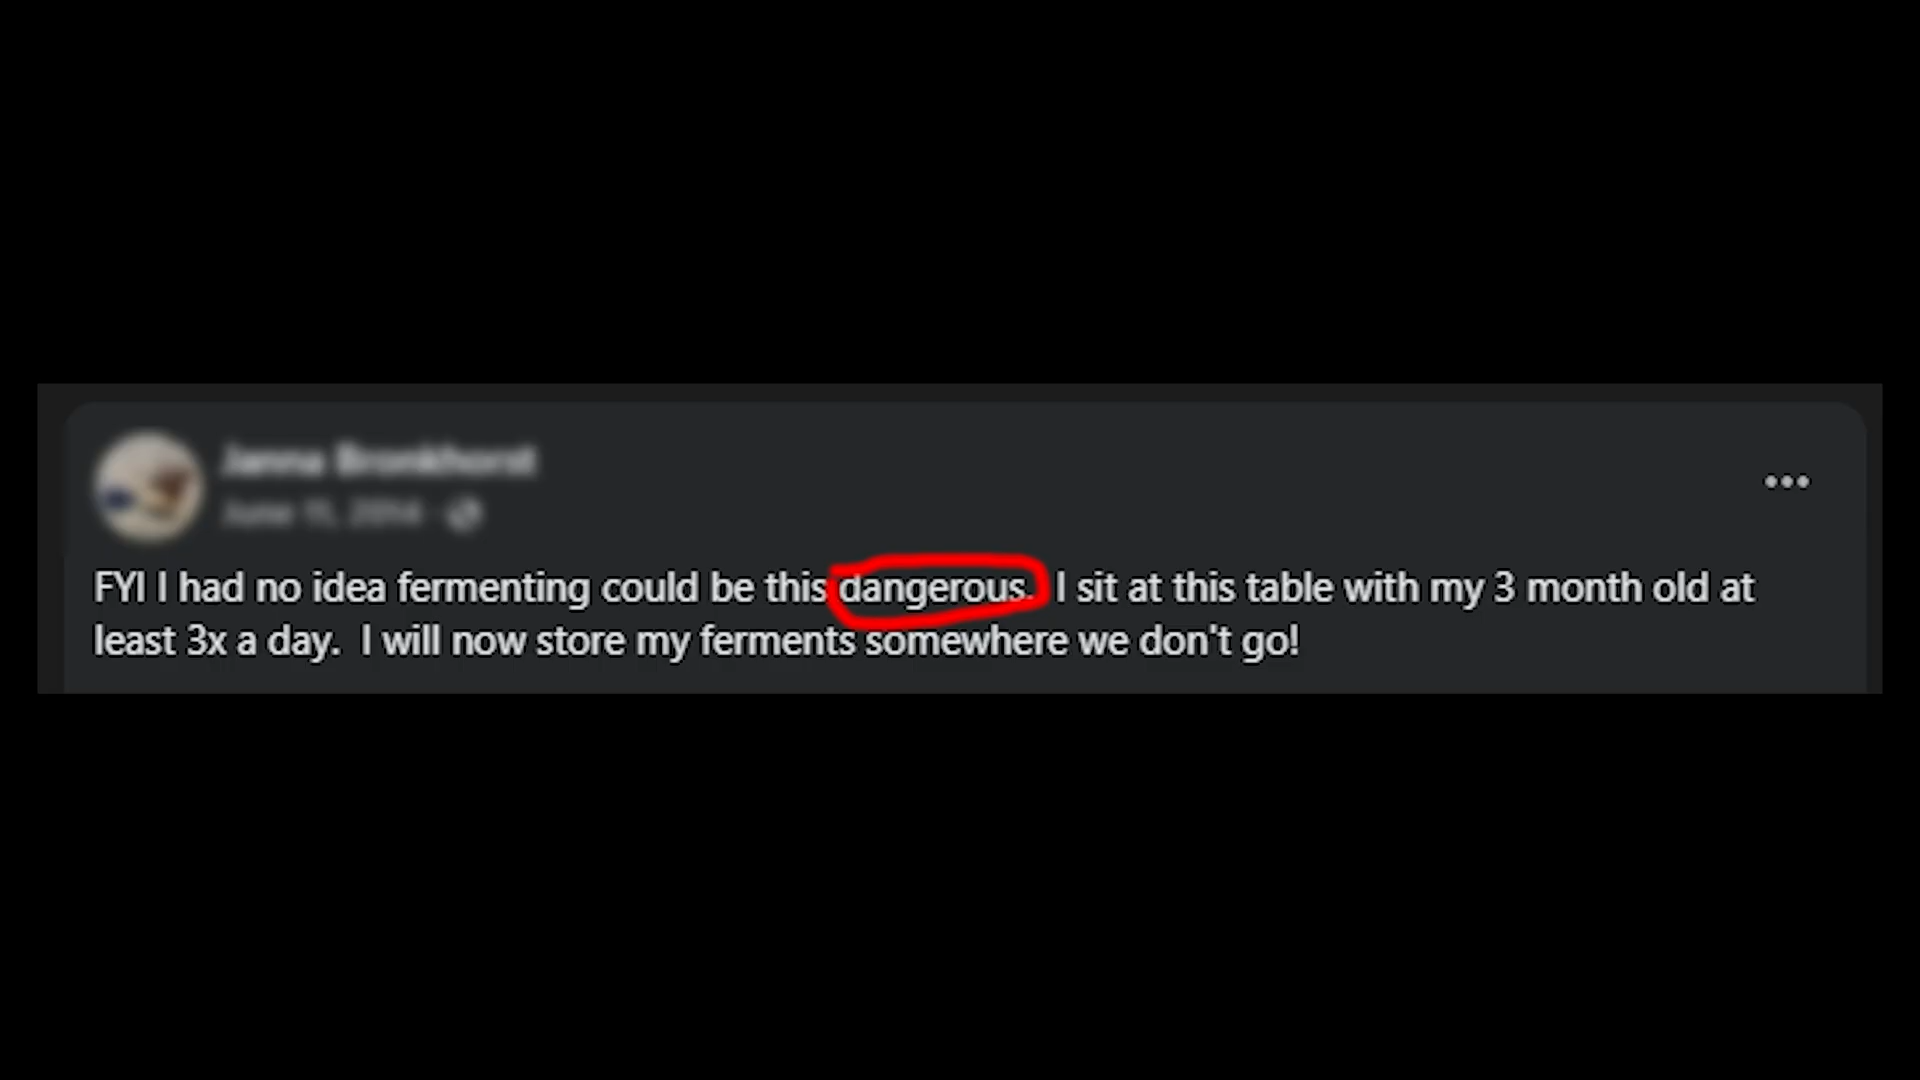 FYI I had no idea fermenting could be this dangerous.  I sit at this table with my 3 month old at
least 3x a day.  I will now store my ferments somewhere we don't go!